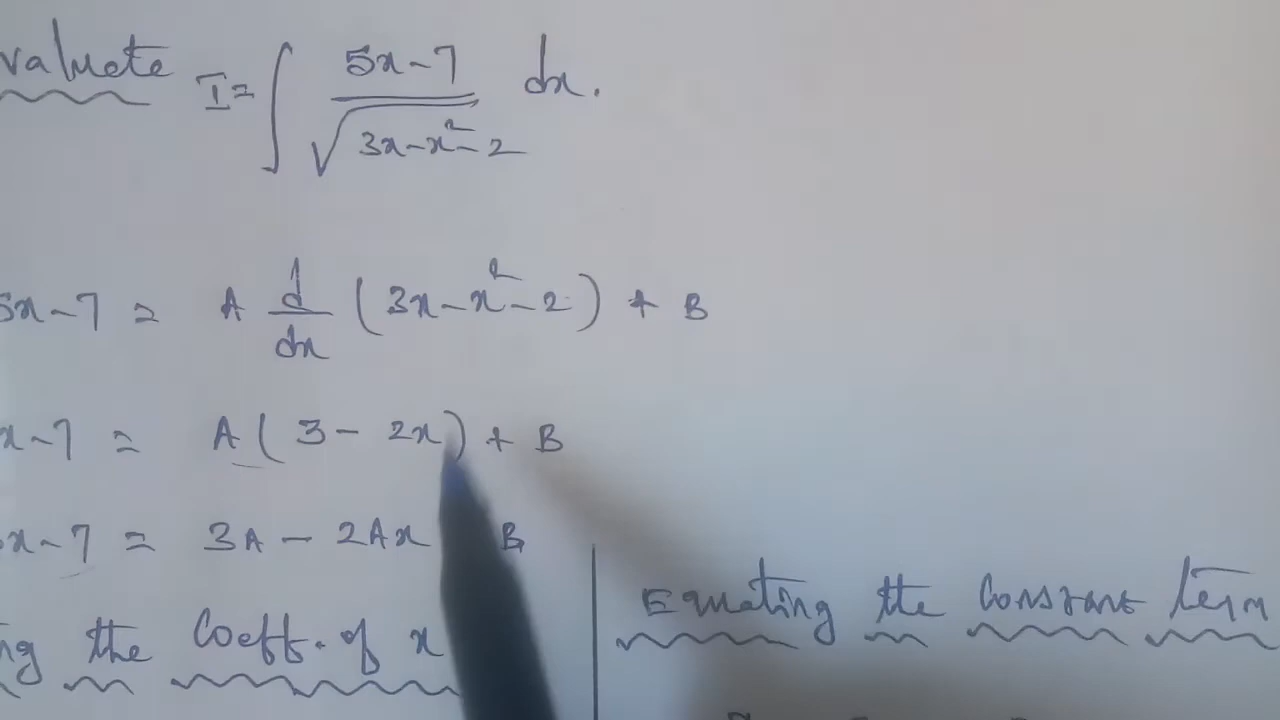 valuete I = ∫ (5x-7)/√(3x-x²-2) dx.
5x-7 = A d/dx (3x-x²-2) + B
x-7 = A (3-2x) + B
x-7 = 3A - 2Ax B
ng the Coeff. of x
Equating the Constant term